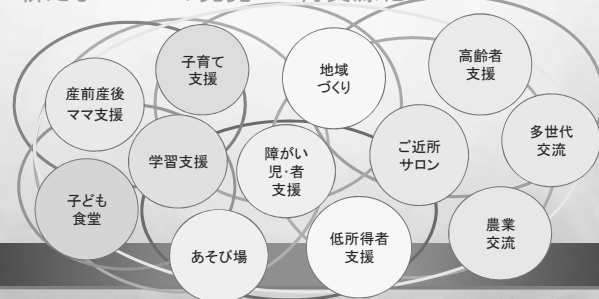 子育て
支援
地域
づくり
高齢者
支援
産前産後
ママ支援
多世代
交流
学習支援
障がい
児・者
支援
ご近所
サロン
子ども
食堂
あそび場
低所得者
支援
農業
交流